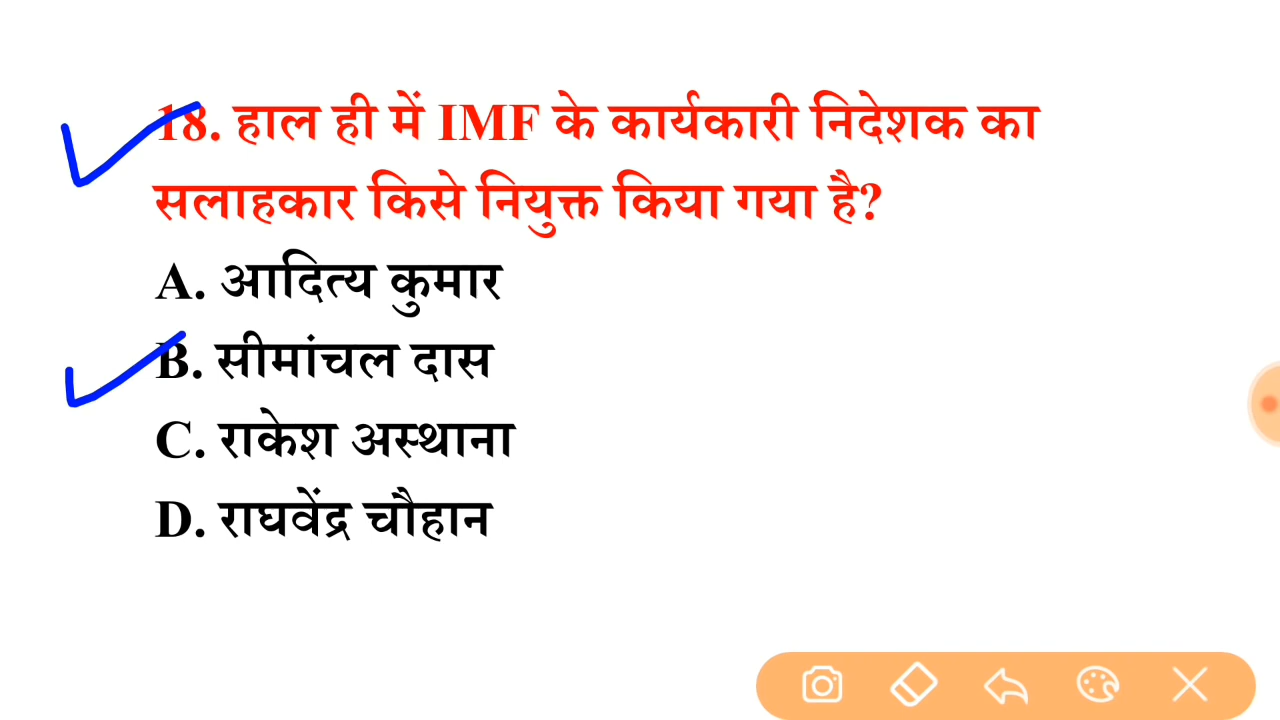 18. हाल ही में IMF के कार्यकारी निदेशक का
सलाहकार किसे नियुक्त किया गया है?
A. आदित्य कुमार
B. सीमांचल दास
C. राकेश अस्थाना
D. राघवेंद्र चौहान